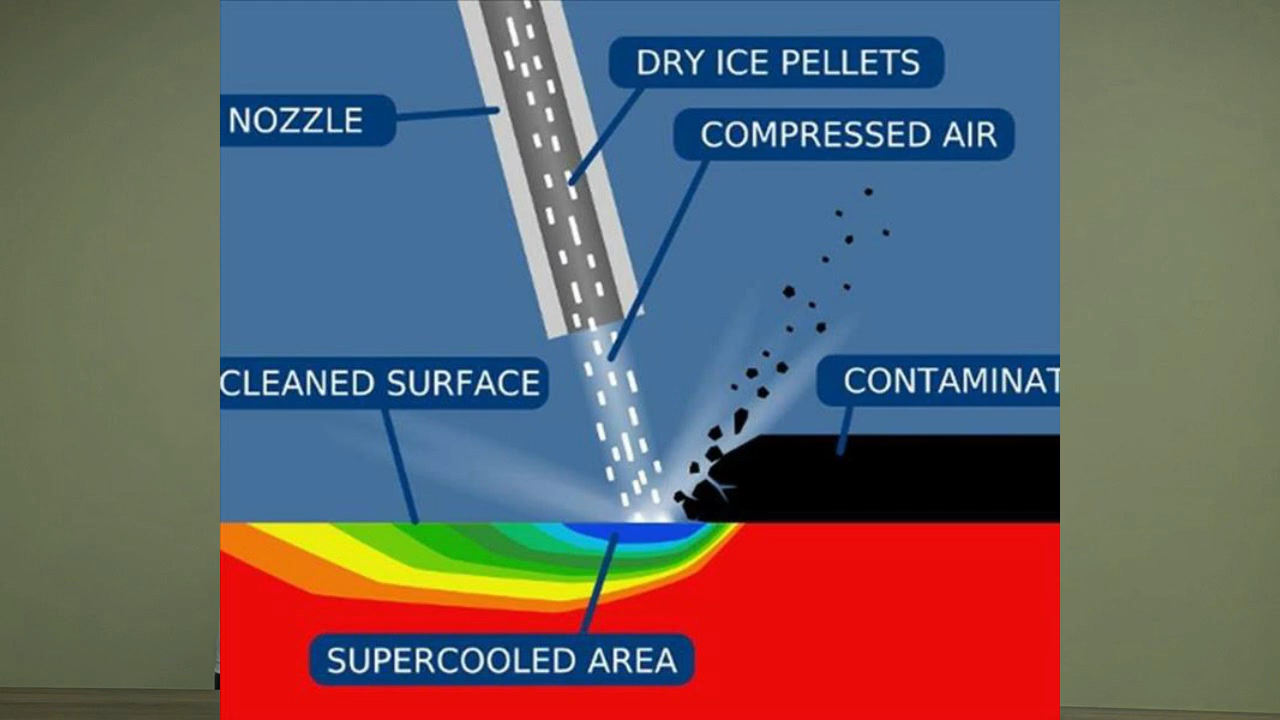 DRY ICE PELLETS
NOZZLE
COMPRESSED AIR
CLEANED SURFACE
CONTAMINAT
SUPERCOOLED AREA